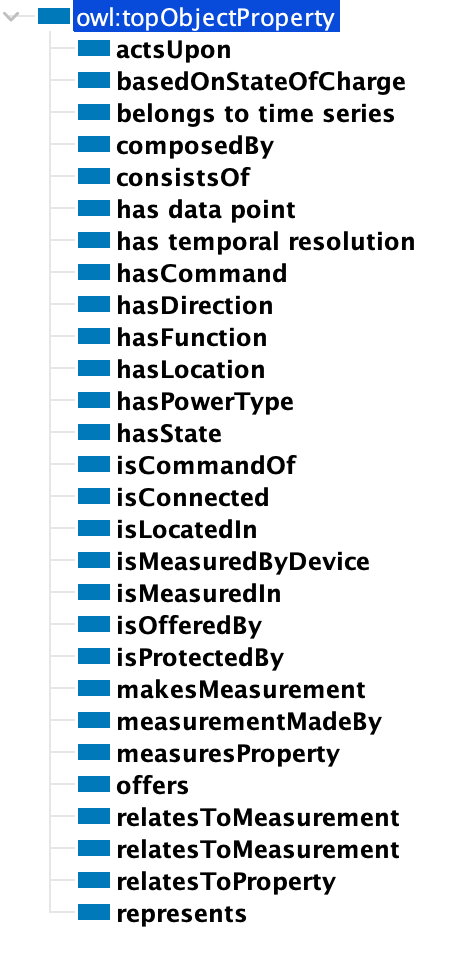 owl:topObjectProperty
actsUpon
basedOnStateOfCharge
belongs to time series
composedBy
consistsOf
has data point
has temporal resolution
hasCommand
hasDirection
hasFunction
hasLocation
hasPowerType
hasState
isCommandOf
isConnected
isLocatedIn
isMeasuredByDevice
isMeasuredIn
isOfferedBy
isProtectedBy
makesMeasurement
measurementMadeBy
measuresProperty
offers
relatesToMeasurement
relatesToMeasurement
relatesToProperty
represents